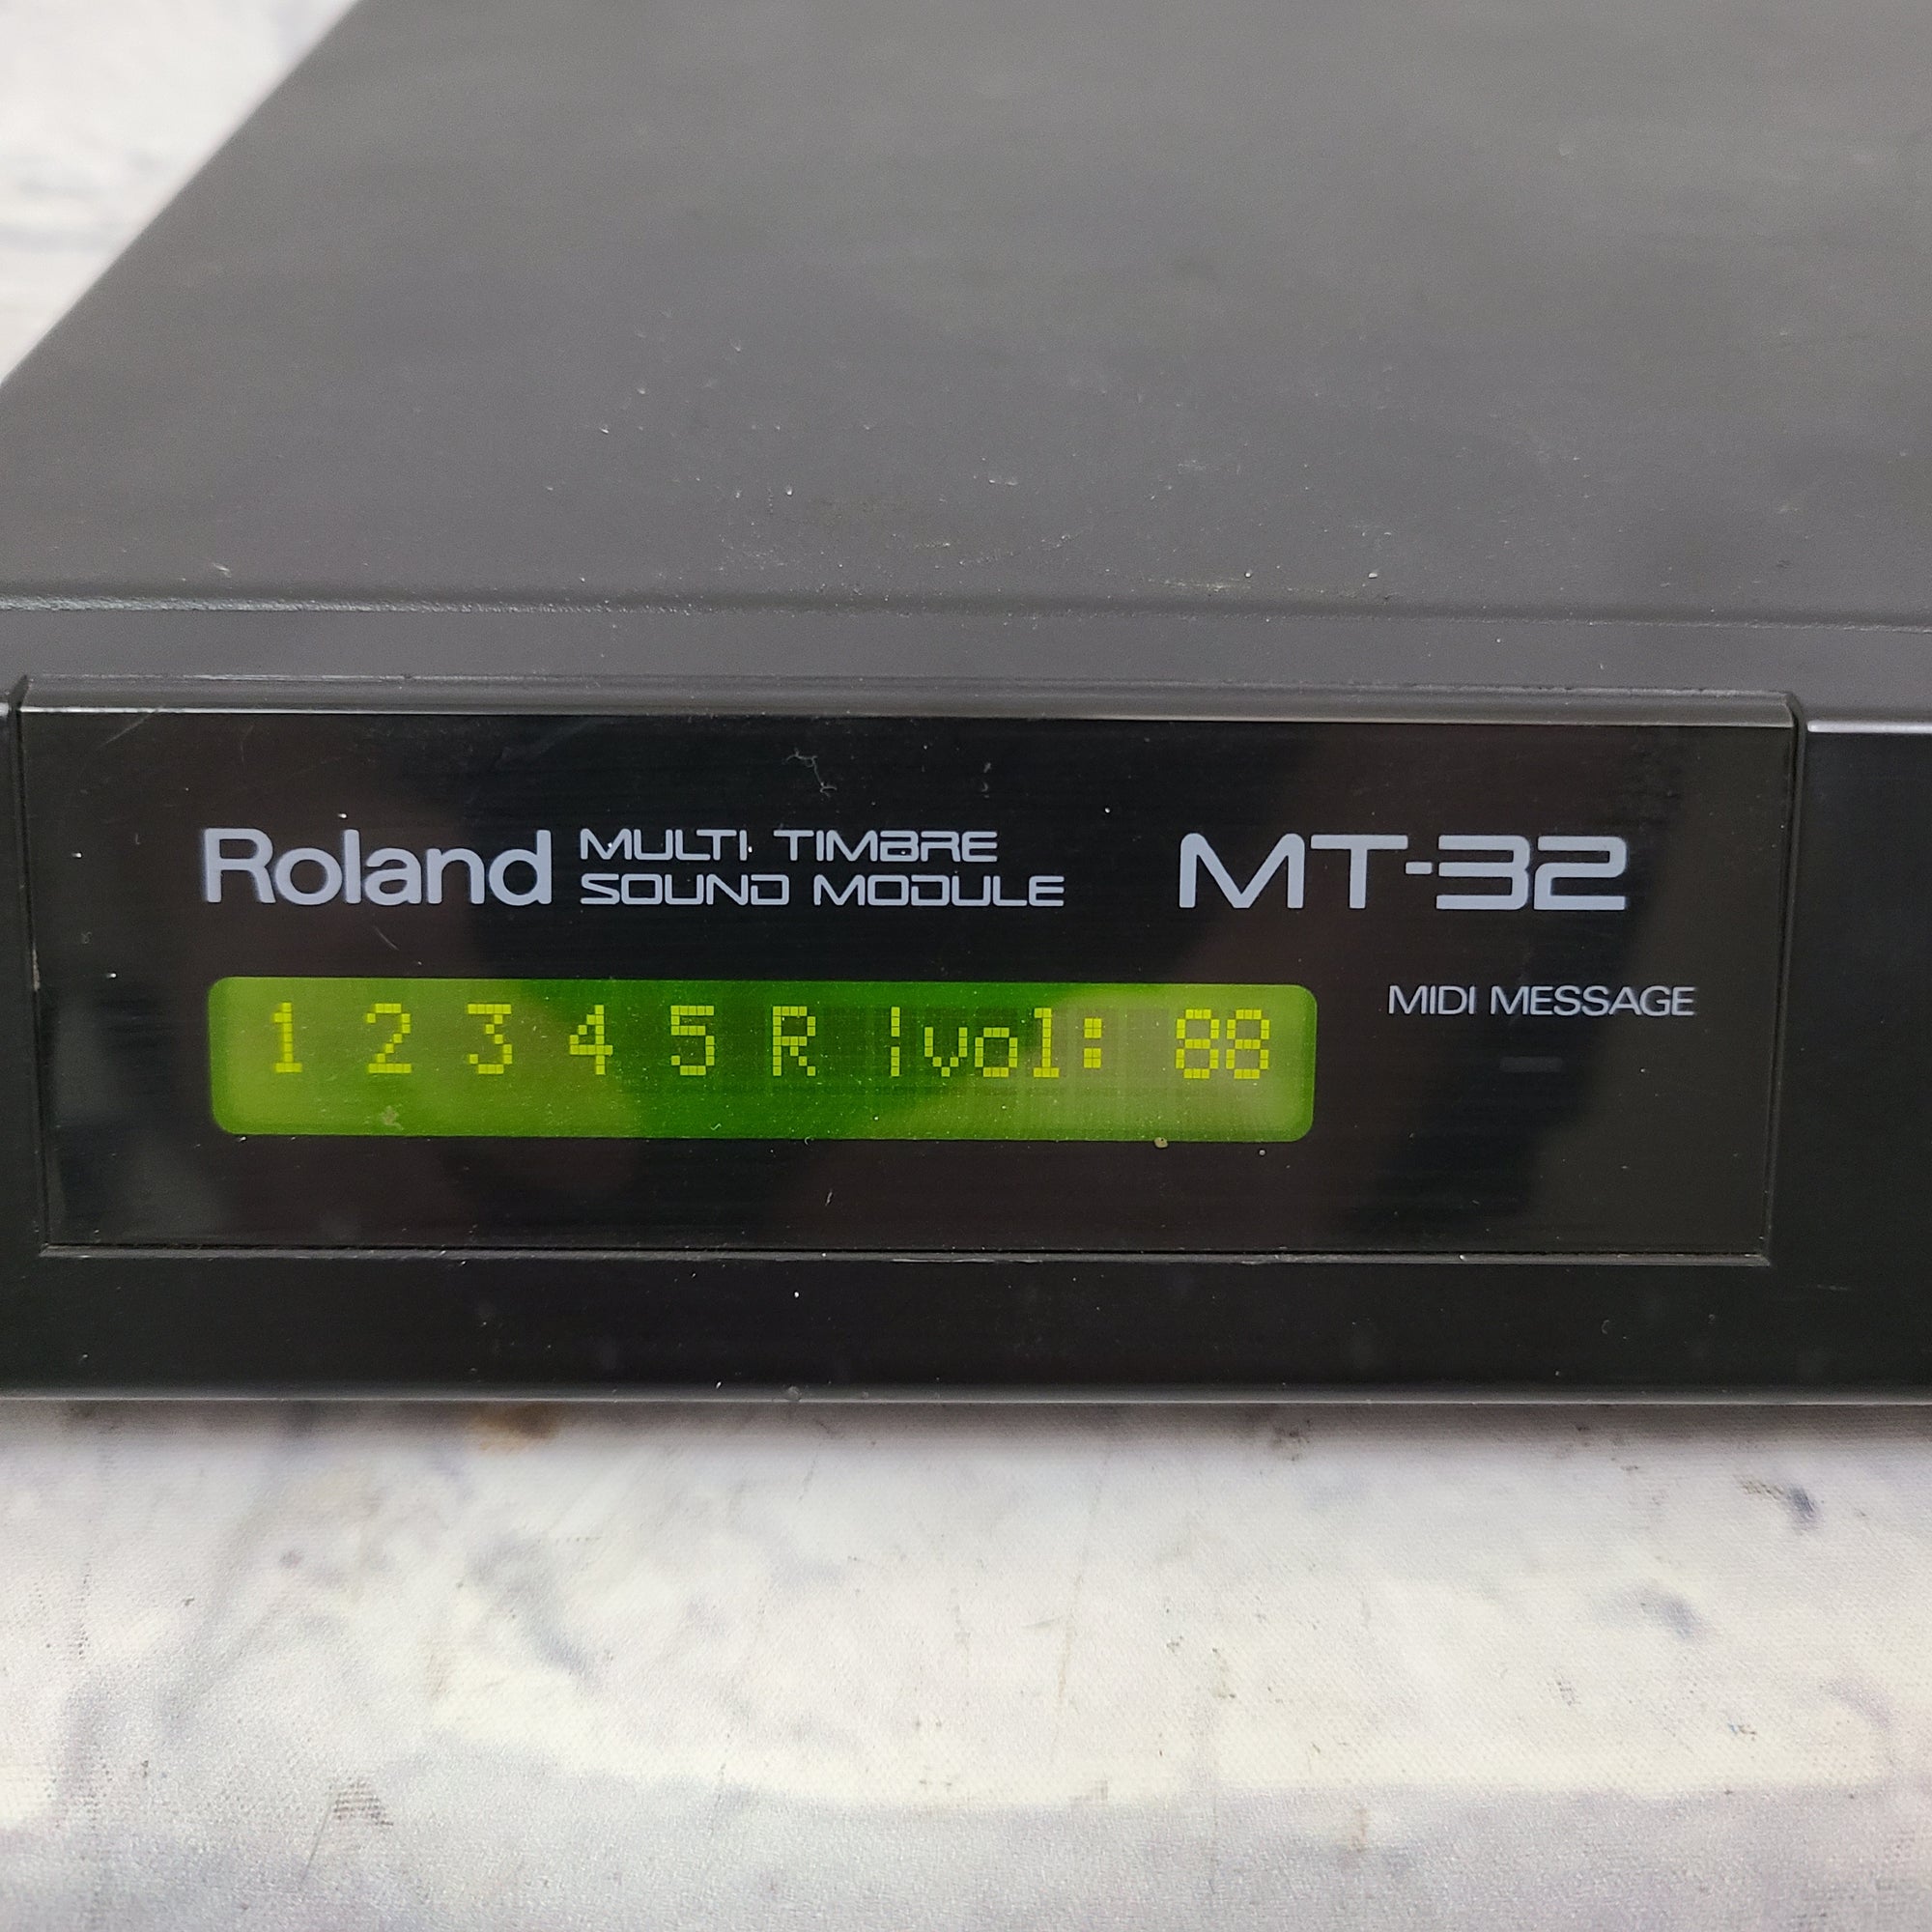 Roland MULTI TIMBRE SOUND MODULE MT-32
MIDI MESSAGE
1 2 3 4 5 R |vol: 88